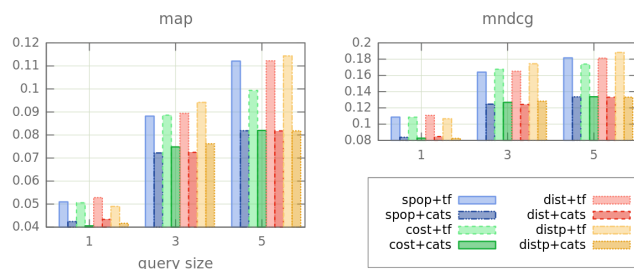 map
0.12
0.11
0.1
0.09
0.08
0.07
0.06
0.05
0.04
1 3 5
query size
mndcg
0.2
0.18
0.16
0.14
0.12
0.1
0.08
1 3 5
spop+tf dist+tf
spop+cats dist+cats
cost+tf distp+tf
cost+cats distp+cats